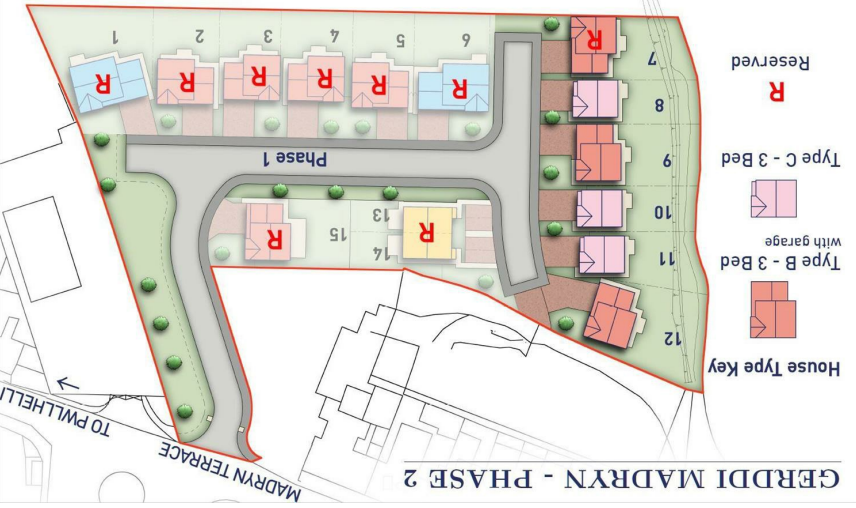 GERDDI MADRYN - PHASE 2
MADRYN TERRACE
TO PWLLHELLI
House Type Key
Type B - 3 Bed
with garage
Type C - 3 Bed
R
Reserved
12
11
10
9
8
7
R
14
13
R
15
R
Phase 1
6
R
5
R
4
R
3
R
2
R
1
R